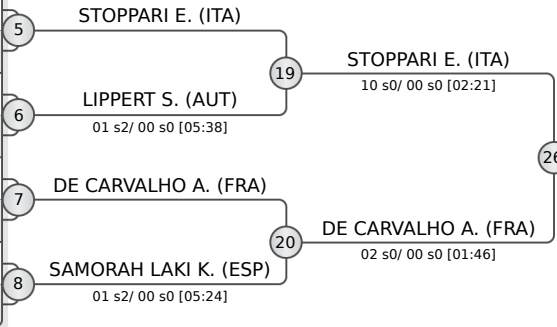 STOPPARI E. (ITA)
5
19
STOPPARI E. (ITA)
10 s0/ 00 s0 [02:21]
LIPPERT S. (AUT)
6
01 s2/ 00 s0 [05:38]
26
DE CARVALHO A. (FRA)
7
20
DE CARVALHO A. (FRA)
02 s0/ 00 s0 [01:46]
SAMORAH LAKI K. (ESP)
8
01 s2/ 00 s0 [05:24]